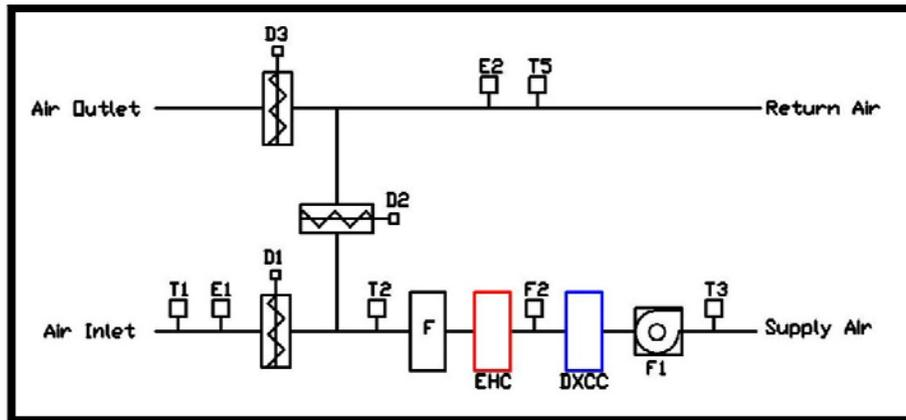 D3
E2 T5
Air Outlet
Return Air
D2
D1
T1 E1 T2 F2 T3
F
Air Inlet
Supply Air
EHC DXCC F1